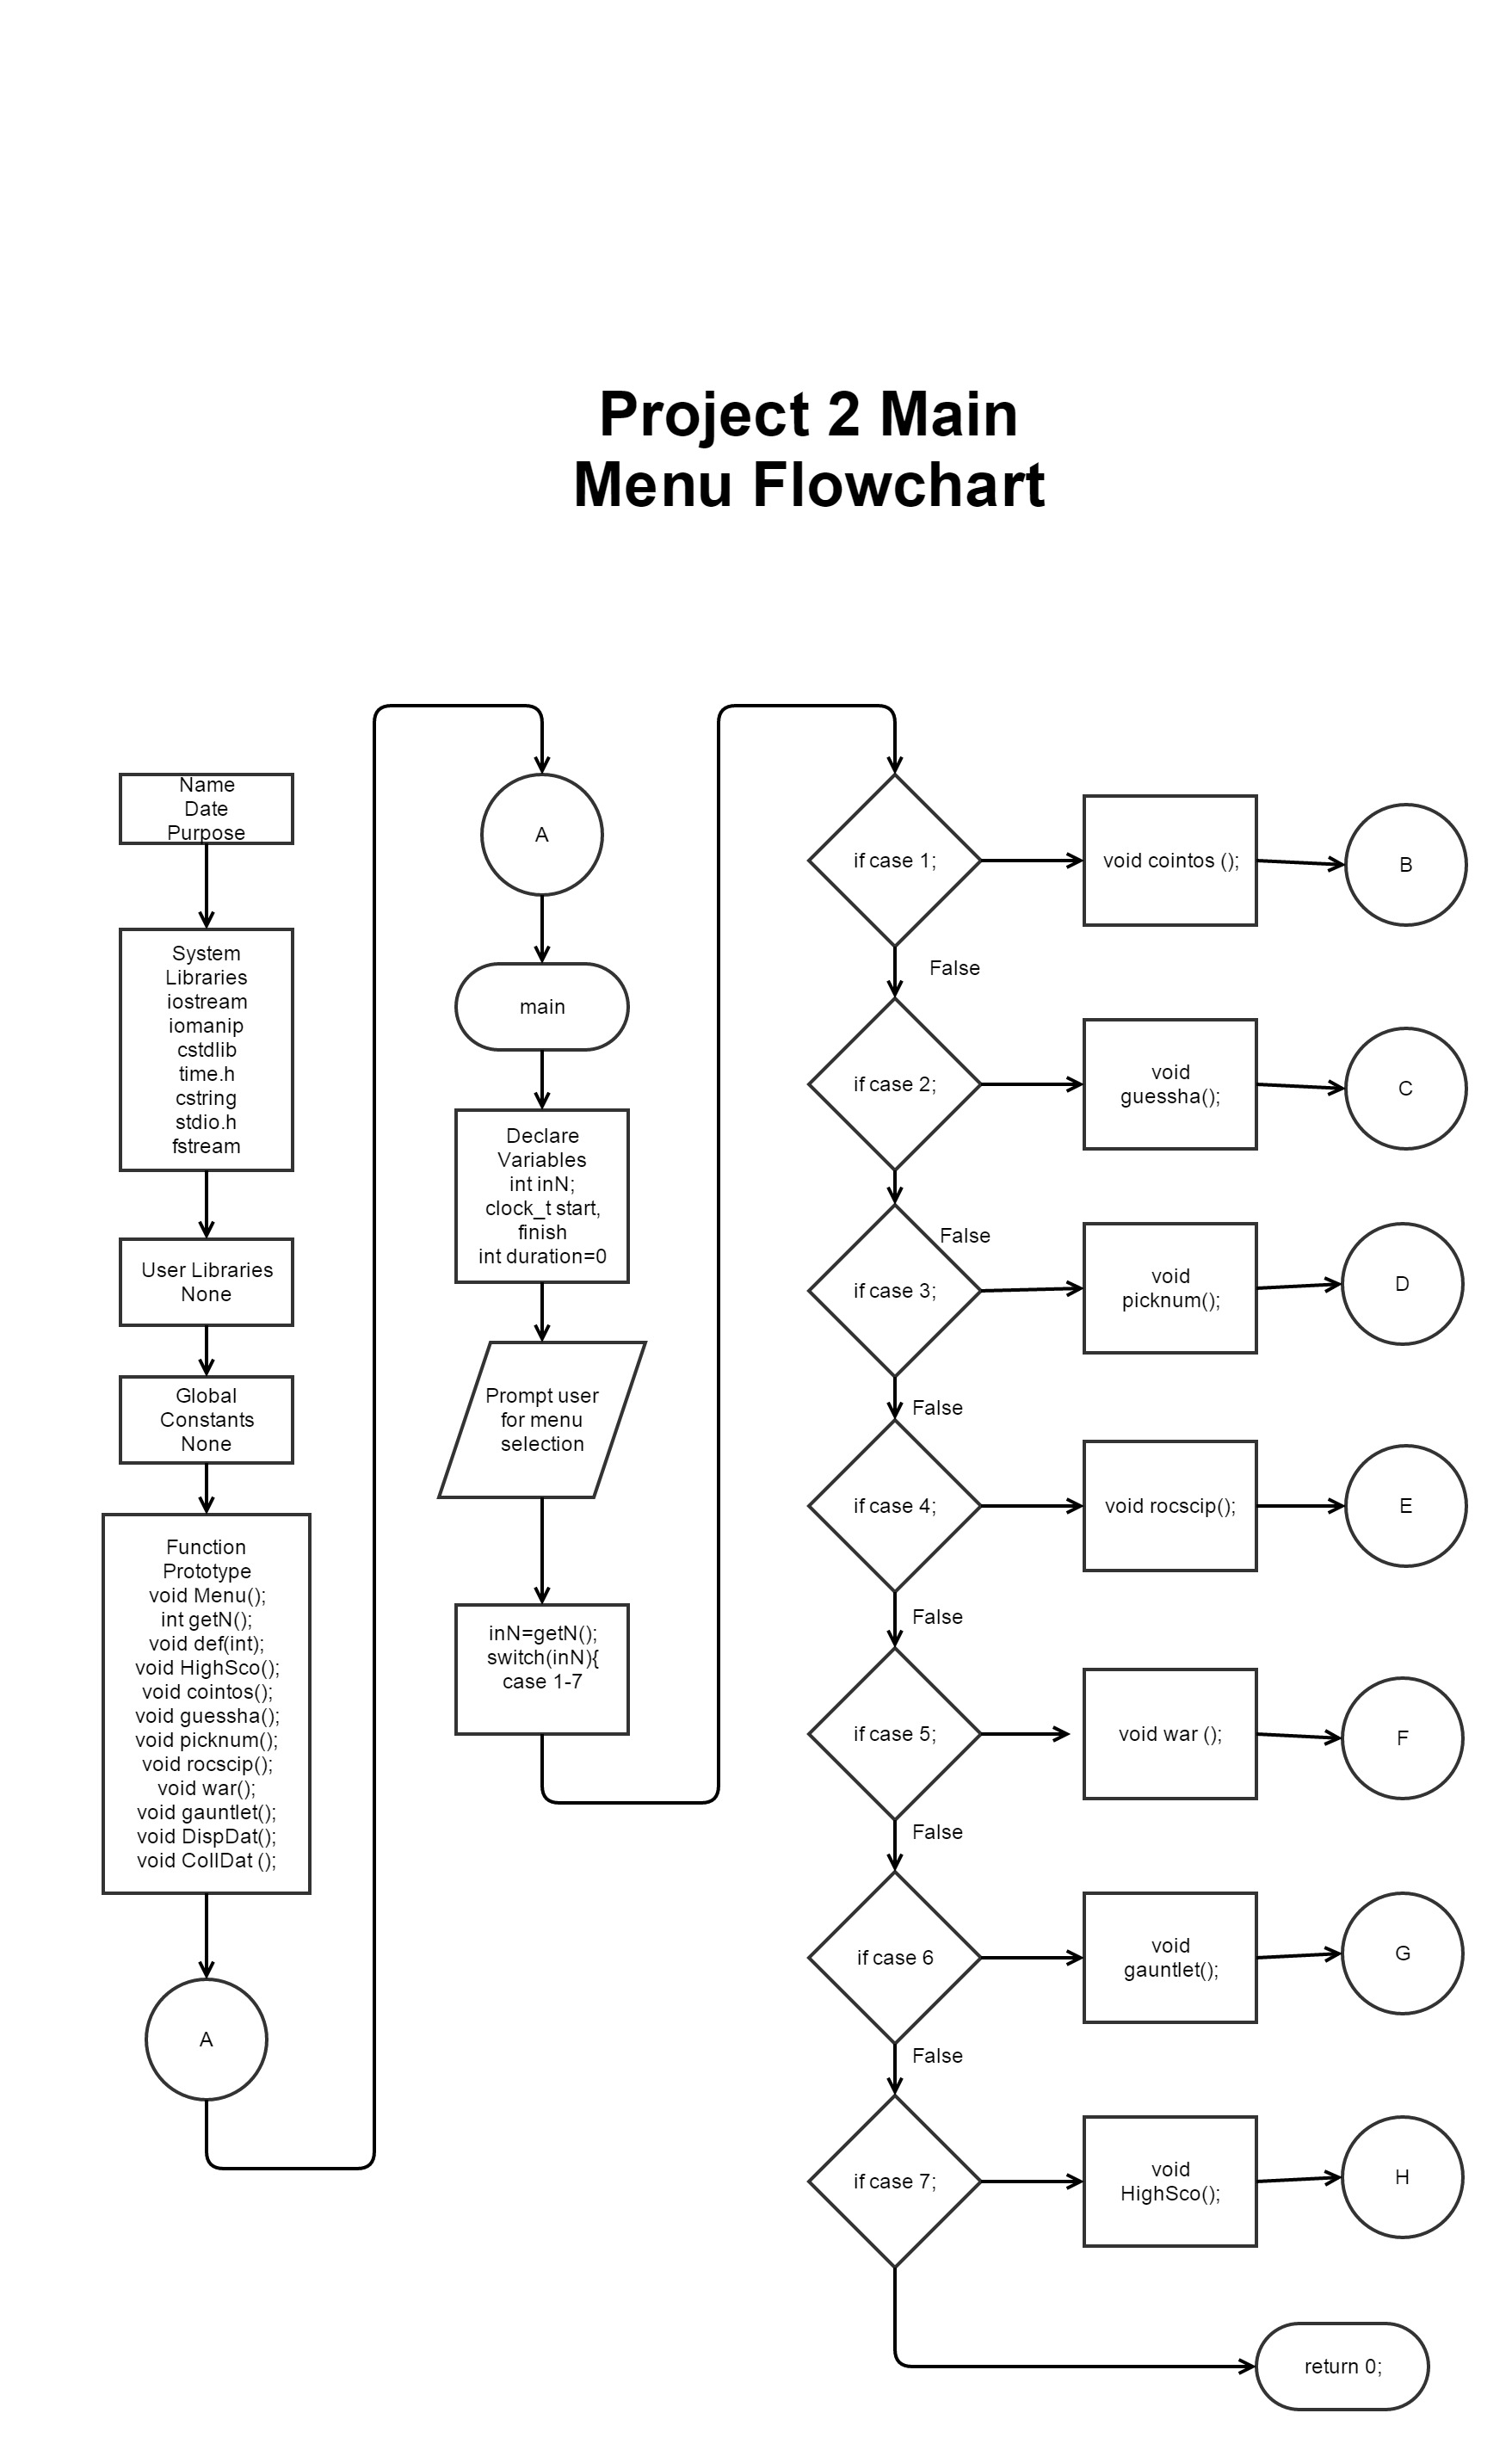 Project 2 Main
Menu Flowchart
Name
Date
Purpose
System
Libraries
iostream
iomanip
cstdlib
time.h
cstring
stdio.h
fstream
User Libraries
None
Global
Constants
None
Function
Prototype
void Menu();
int getN();
void def(int);
void HighSco();
void cointos();
void guessha();
void picknum();
void rocscip();
void war();
void gauntlet();
void DispDat();
void CollDat ();
A
A
main
Declare
Variables
int inN;
clock_t start,
finish
int duration=0
Prompt user
for menu
selection
inN=getN();
switch(inN){
case 1-7
if case 1;
void cointos ();
B
False
if case 2;
void
guessha();
C
False
if case 3;
void
picknum();
D
False
if case 4;
void rocscip();
E
False
if case 5;
void war ();
F
False
if case 6
void
gauntlet();
G
False
if case 7;
void
HighSco();
H
return 0;